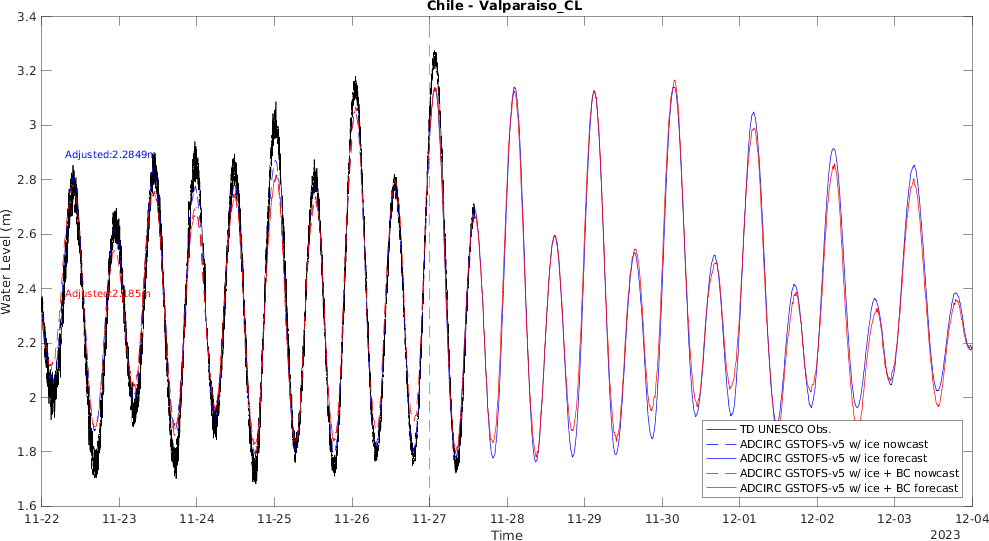 Chile - Valparaiso_CL
3.4
3.2
3
2.8
2.6
2.4
2.2
2
1.8
1.6
Water Level (m)
Adjusted:2.2849m
Adjusted:2.185m
TD UNESCO Obs.
ADCIRC GSTOFS-v5 w/ ice nowcast
ADCIRC GSTOFS-v5 w/ ice forecast
ADCIRC GSTOFS-v5 w/ ice + BC nowcast
ADCIRC GSTOFS-v5 w/ ice + BC forecast
11-22 11-23 11-24 11-25 11-26 11-27 11-28 11-29 11-30 12-01 12-02 12-03 12-04
Time
2023